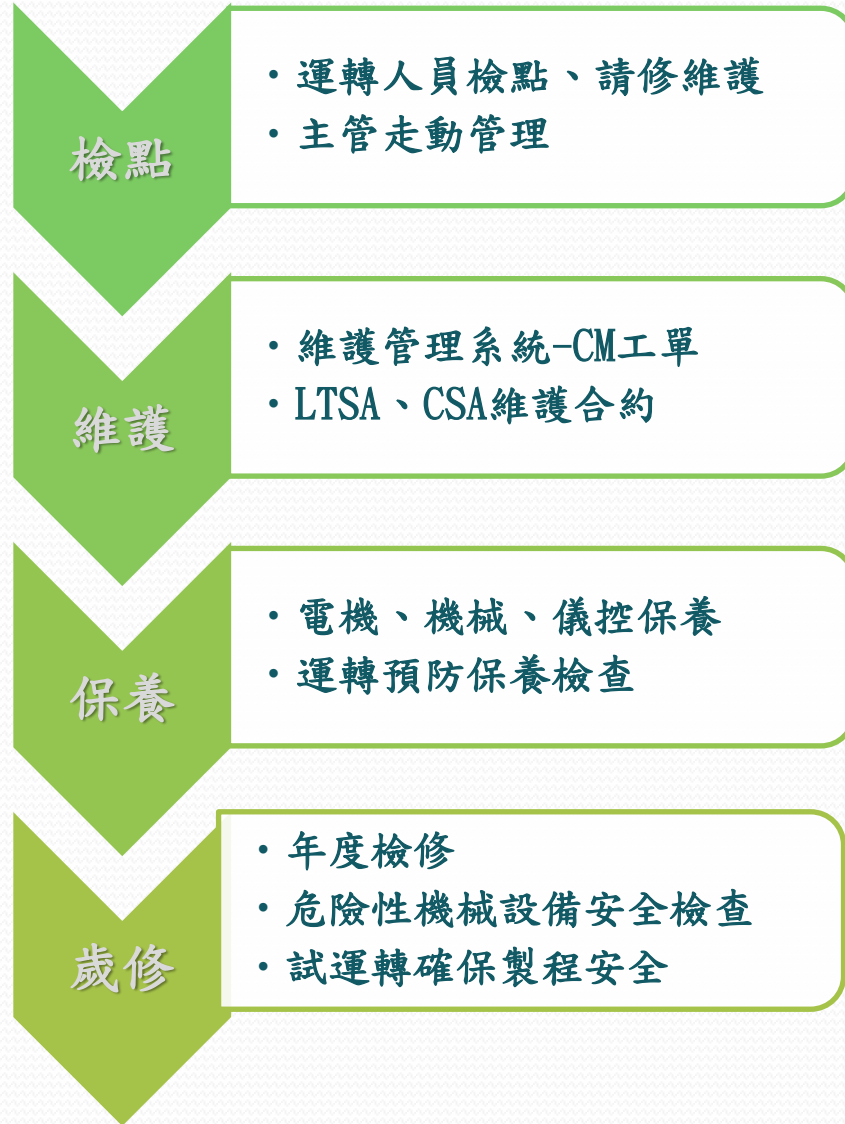 檢點
・運轉人員檢點、請修維護
・主管走動管理
維護
・維護管理系統-CM工單
・LTSA、CSA維護合約
保養
・電機、機械、儀控保養
・運轉預防保養檢查
歲修
・年度檢修
・危險性機械設備安全檢查
・試運轉確保製程安全